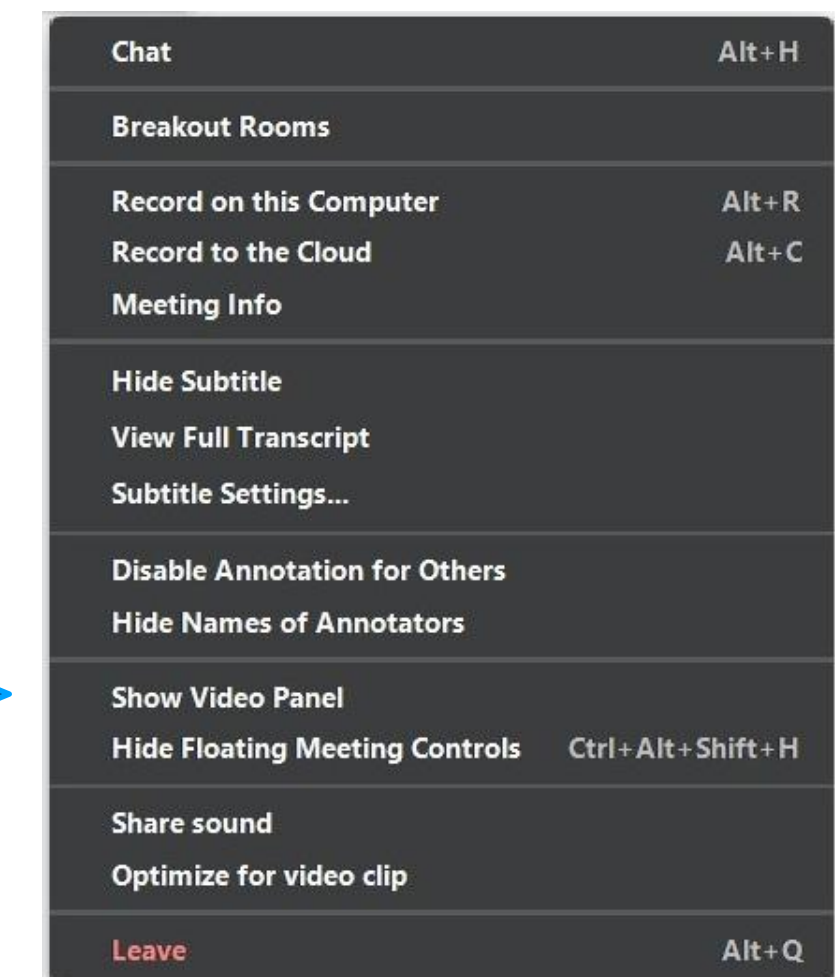 Chat Alt+H
Breakout Rooms
Record on this Computer Alt+R
Record to the Cloud Alt+C
Meeting Info
Hide Subtitle
View Full Transcript
Subtitle Settings...
Disable Annotation for Others
Hide Names of Annotators
Show Video Panel
Hide Floating Meeting Controls Ctrl+Alt+Shift+H
Share sound
Optimize for video clip
Leave Alt+Q